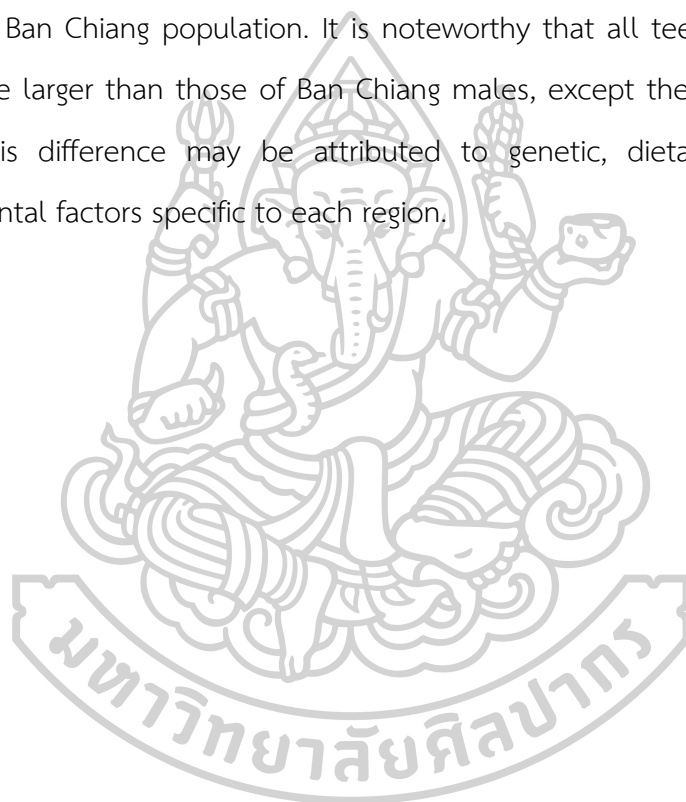 Ban Chiang population. It is noteworthy that all tee
larger than those of Ban Chiang males, except the
is difference may be attributed to genetic, dieta
ntal factors specific to each region.
มหาวิทยาลัยศิลปากร